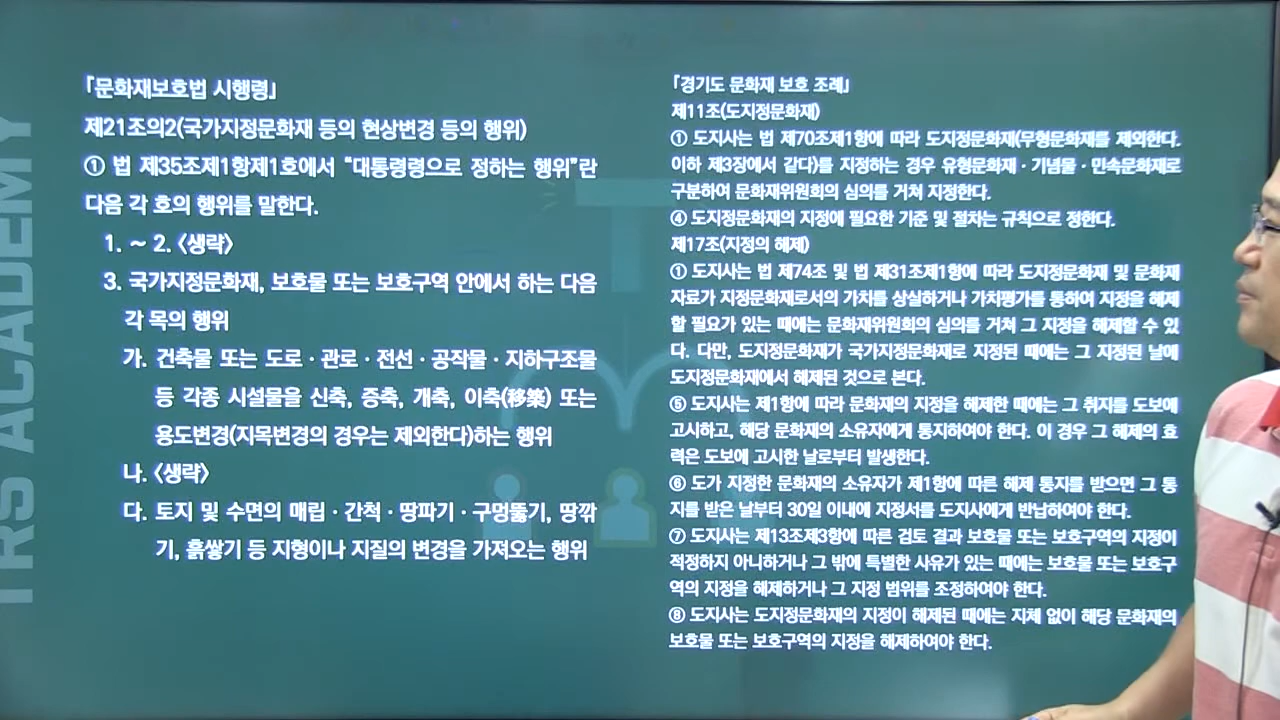 「문화재보호법 시행령」
제21조의2(국가지정문화재 등의 현상변경 등의 행위)
① 법 제35조제1항제1호에서 “대통령령으로 정하는 행위”란
다음 각 호의 행위를 말한다.
1. ~ 2. <생략>
3. 국가지정문화재, 보호물 또는 보호구역 안에서 하는 다음
각 목의 행위
가. 건축물 또는 도로·관로·전선·공작물·지하구조물
등 각종 시설물을 신축, 증축, 개축, 이축(移築) 또는
용도변경(지목변경의 경우는 제외한다)하는 행위
나. <생략>
다. 토지 및 수면의 매립·간척·땅파기·구멍뚫기, 땅깎
기, 흙쌓기 등 지형이나 지질의 변경을 가져오는 행위
「경기도 문화재 보호 조례」
제11조(도지정문화재)
① 도지사는 법 제70조제1항에 따라 도지정문화재(무형문화재를 제외한다.
이하 제3장에서 같다)를 지정하는 경우 유형문화재·기념물·민속문화재로
구분하여 문화재위원회의 심의를 거쳐 지정한다.
④ 도지정문화재의 지정에 필요한 기준 및 절차는 규칙으로 정한다.
제17조(지정의 해제)
① 도지사는 법 제74조 및 법 제31조제1항에 따라 도지정문화재 및 문화재
자료가 지정문화재로서의 가치를 상실하거나 가치평가를 통하여 지정을 해제
할 필요가 있는 때에는 문화재위원회의 심의를 거쳐 그 지정을 해제할 수 있
다. 다만, 도지정문화재가 국가지정문화재로 지정된 때에는 그 지정된 날에
도지정문화재에서 해제된 것으로 본다.
⑤ 도지사는 제1항에 따라 문화재의 지정을 해제한 때에는 그 취지를 도보에
고시하고, 해당 문화재의 소유자에게 통지하여야 한다. 이 경우 그 해제의 효
력은 도보에 고시한 날로부터 발생한다.
⑥ 도가 지정한 문화재의 소유자가 제1항에 따른 해제 통지를 받으면 그 통
지를 받은 날부터 30일 이내에 지정서를 도지사에게 반납하여야 한다.
⑦ 도지사는 제13조제3항에 따른 검토 결과 보호물 또는 보호구역의 지정이
적정하지 아니하거나 그 밖에 특별한 사유가 있는 때에는 보호물 또는 보호구
역의 지정을 해제하거나 그 지정 범위를 조정하여야 한다.
⑧ 도지사는 도지정문화재의 지정이 해제된 때에는 지체 없이 해당 문화재의
보호물 또는 보호구역의 지정을 해제하여야 한다.
TRS ACADEMY